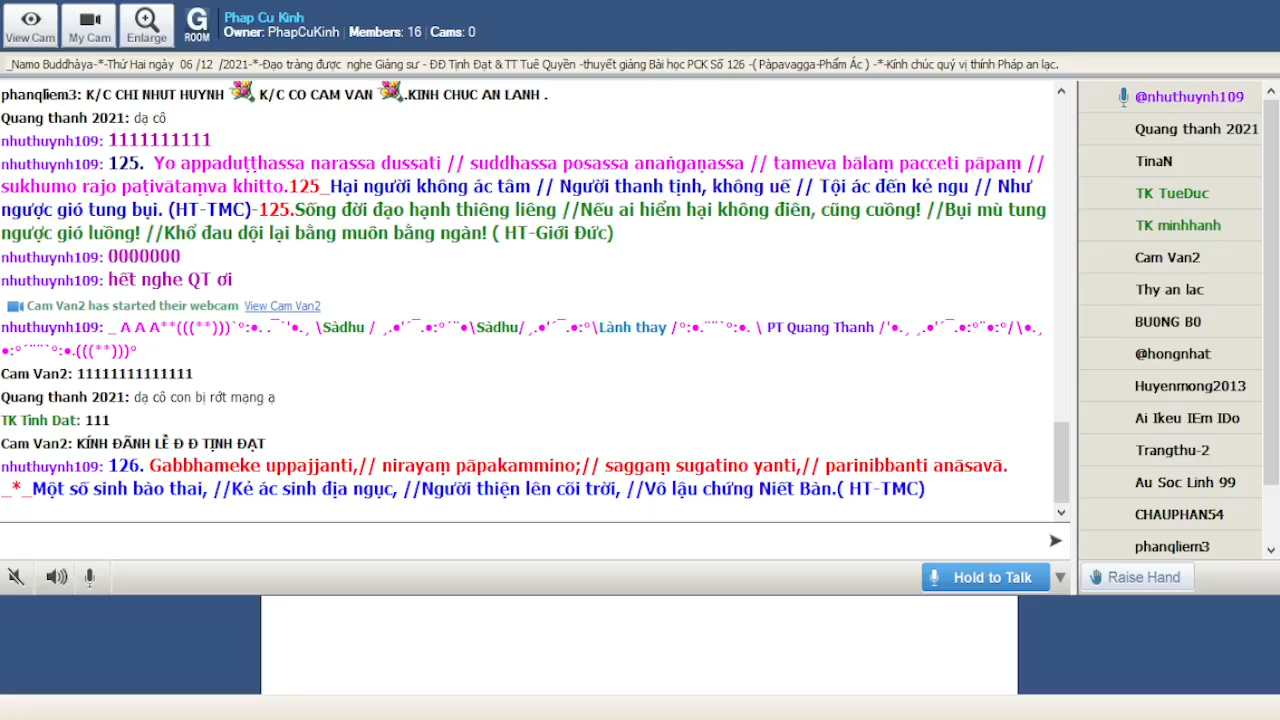 View Cam
My Cam
Enlarge
G
ROOM
Phap Cu Kinh
Owner: PhapCuKinh | Members: 16 | Cams: 0
_Namo Buddhàya-*-Thứ Hai ngày 06 /12 /2021-*-Đạo tràng được nghe Giảng sư - ĐĐ Tịnh Đạt & TT Tuệ Quyền -thuyết giảng Bài học PCK Số 126 -( Pàpavagga-Phẩm Ác ) -*-Kính chúc quý vị thính Pháp an lạc.
phanqliem3: K/C CHI NHUT HUYNH K/C CO CAM VAN .KINH CHUC AN LANH .
Quang thanh 2021: dạ cô
nhuthuynh109: 1111111111
nhuthuynh109: 125. Yo appaduṭṭhassa narassa dussati // suddhassa posassa anaṅgaṇassa // tameva bālaṃ pacceti pāpaṃ //
sukhumo rajo paṭivātaṃva khitto.125_Hại người không ác tâm // Người thanh tịnh, không uế // Tội ác đến kẻ ngu // Như
ngược gió tung bụi. (HT-TMC)-125.Sống đời đạo hạnh thiêng liêng //Nếu ai hiểm hại không điên, cũng cuồng! //Bụi mù tung
ngược gió luồng! //Khổ đau dội lại bằng muôn bằng ngàn! ( HT-Giới Đức)
nhuthuynh109: 0000000
nhuthuynh109: hết nghe QT ơi
Cam Van2 has started their webcam View Cam Van2
nhuthuynh109: _ A A A**(((**)))`°:•. .¯`'•.¸ \Sàdhu / ¸.•'´¯.•:°´¨•\Sàdhu/¸.•'´¯.•:°\Lành thay /°:•.¨¨`°:•. \ PT Quang Thanh /'•.¸ ¸.•'´¯.•:°¨•:°/\•.¸
•:°´¨¨`°:•.(((**)))°
Cam Van2: 11111111111111
Quang thanh 2021: dạ cô con bị rớt mạng ạ
TK Tinh Dat: 111
Cam Van2: KÍNH ĐÃNH LỄ Đ Đ TỊNH ĐẠT
nhuthuynh109: 126. Gabbhameke uppajjanti,// nirayaṃ pāpakammino;// saggaṃ sugatino yanti,// parinibbanti anāsavā.
_*_Một số sinh bào thai, //Kẻ ác sinh địa ngục, //Người thiện lên cõi trời, //Vô lậu chứng Niết Bàn.( HT-TMC)
@nhuthuynh109
Quang thanh 2021
TinaN
TK TueDuc
TK minhhanh
Cam Van2
Thy an lac
BU0NG B0
@hongnhat
Huyenmong2013
Ai Ikeu IEm IDo
Trangthu-2
Au Soc Linh 99
CHAUPHAN54
phanqliem3
Hold to Talk
Raise Hand